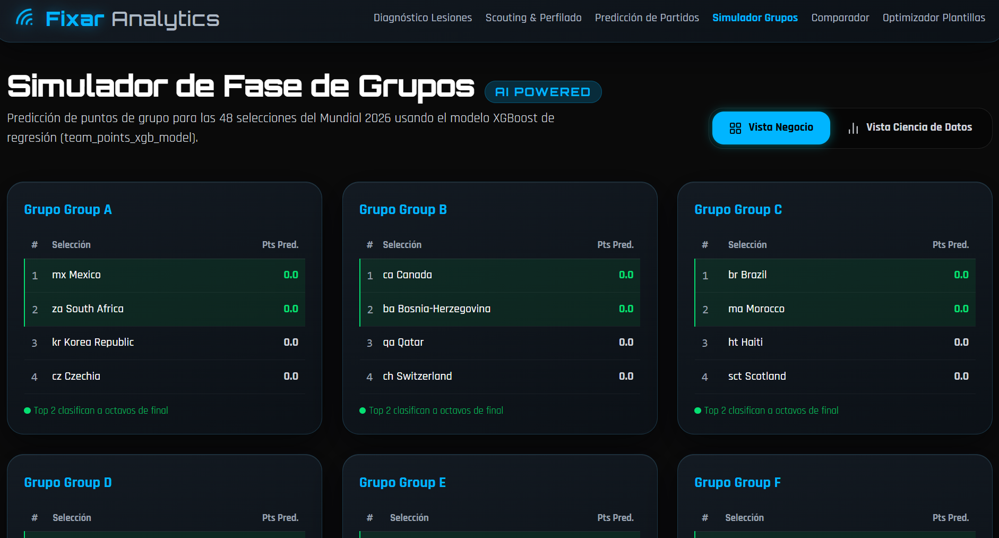 Fixar Analytics
Diagnóstico Lesiones Scouting & Perfilado Predicción de Partidos Simulador Grupos Comparador Optimizador Plantillas
Simulador de Fase de Grupos AI POWERED
Predicción de puntos de grupo para las 48 selecciones del Mundial 2026 usando el modelo XGBoost de
regresión (team_points_xgb_model).
Vista Negocio Vista Ciencia de Datos
Grupo Group A
# Selección Pts Pred.
1 mx Mexico 0.0
2 za South Africa 0.0
3 kr Korea Republic 0.0
4 cz Czechia 0.0
Top 2 clasifican a octavos de final
Grupo Group B
# Selección Pts Pred.
1 ca Canada 0.0
2 ba Bosnia-Herzegovina 0.0
3 qa Qatar 0.0
4 ch Switzerland 0.0
Top 2 clasifican a octavos de final
Grupo Group C
# Selección Pts Pred.
1 br Brazil 0.0
2 ma Morocco 0.0
3 ht Haiti 0.0
4 sct Scotland 0.0
Top 2 clasifican a octavos de final
Grupo Group D
# Selección Pts Pred.
Grupo Group E
# Selección Pts Pred.
Grupo Group F
# Selección Pts Pred.